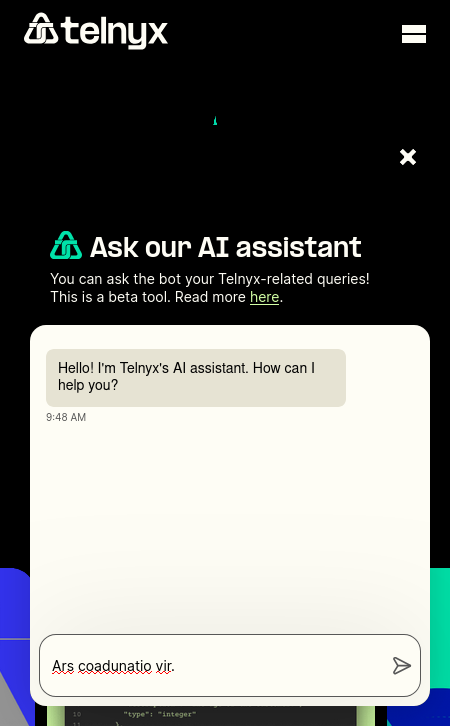 telnyx
Ask our AI assistant
You can ask the bot your Telnyx-related queries!
This is a beta tool. Read more here.
Hello! I'm Telnyx's AI assistant. How can I
help you?
9:48 AM
Ars coadunatio vir.
10 "type": "integer"
11 }